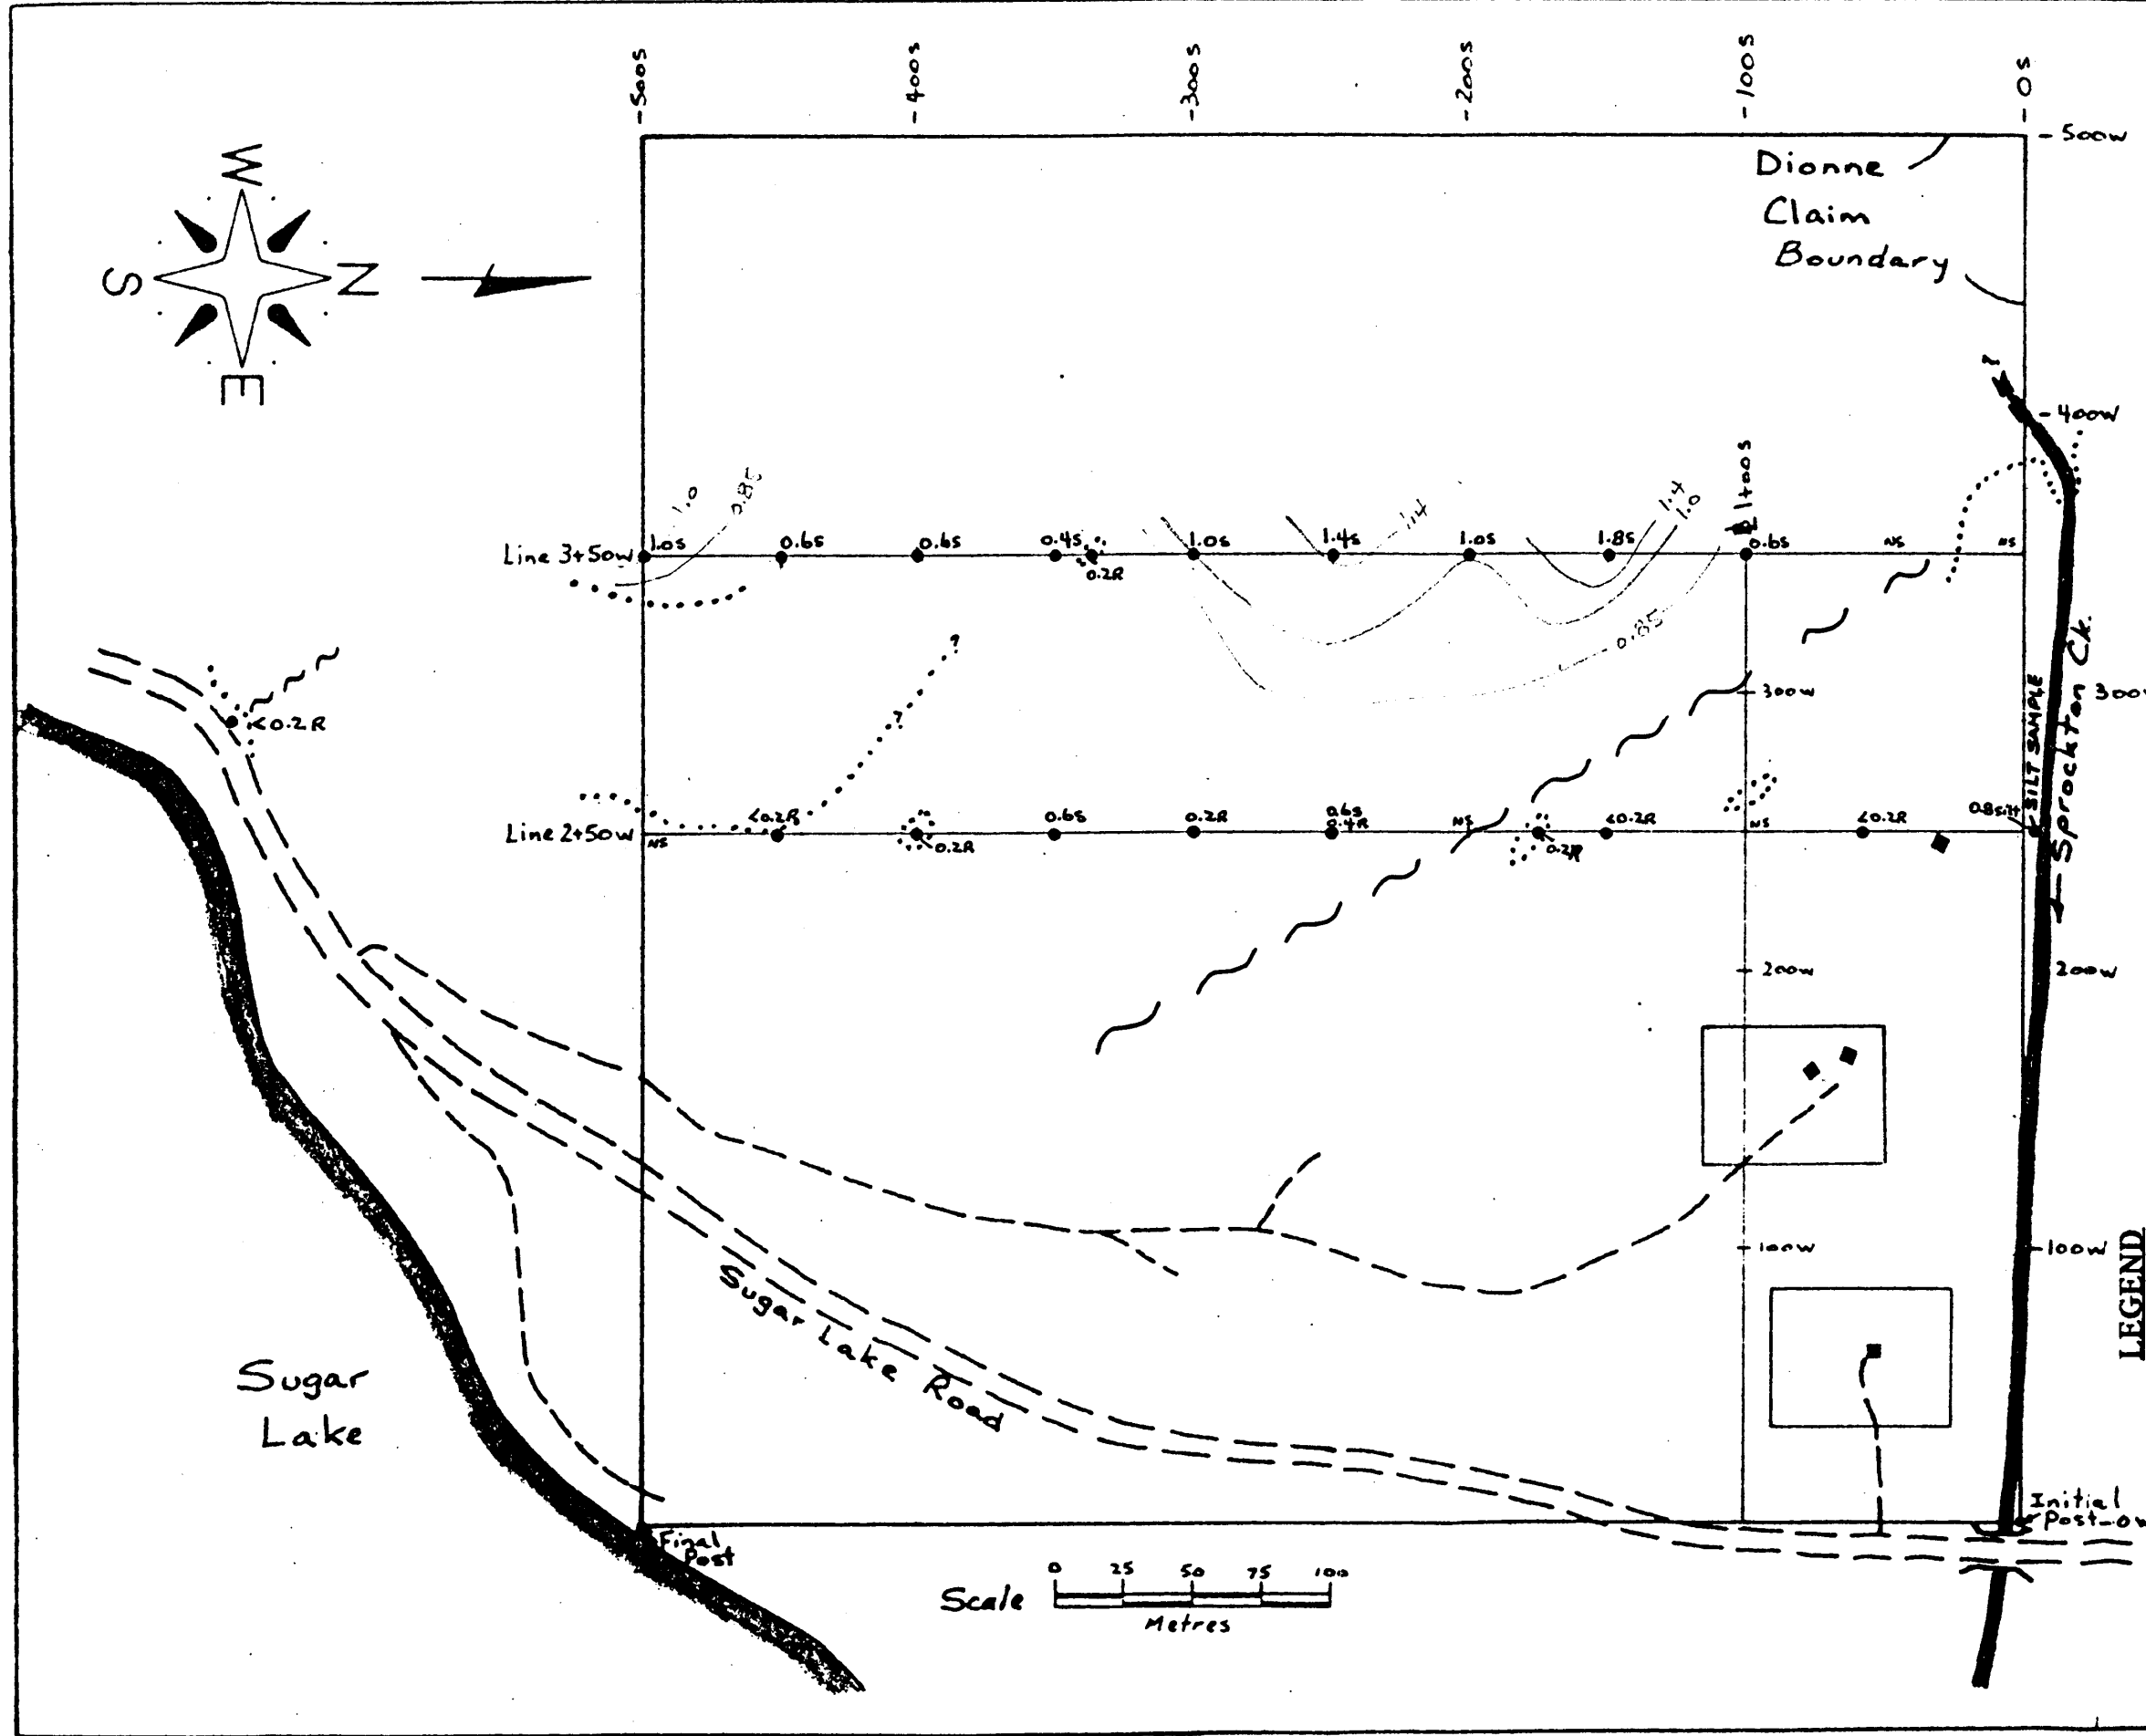 -500S
-400S
-300S
-200S
-100S
-0S
-500W
Dionne
Claim
Boundary
W
S
N
E
?
-400W
1.0
0.85
1.4
1.4
1.0
L1+00S
Line 3+50W
1.0S
0.6S
0.6S
0.4S
0.2R
1.0S
1.4S
1.0S
1.8S
0.6S
NS
NS
0.85
?
?
300W
300W
<0.2R
SILT SAMPLE
Sprockton Ck.
Line 2+50W
NS
<0.2R
0.2R
0.6S
0.2R
0.6S
0.4R
NS
0.2R
<0.2R
NS
<0.2R
0.8Silt
200W
200W
100W
-100W
LEGEND
Sugar Lake Road
Sugar
Lake
Initial
Post-0W
Final
Post
Scale
0 25 50 75 100
Metres